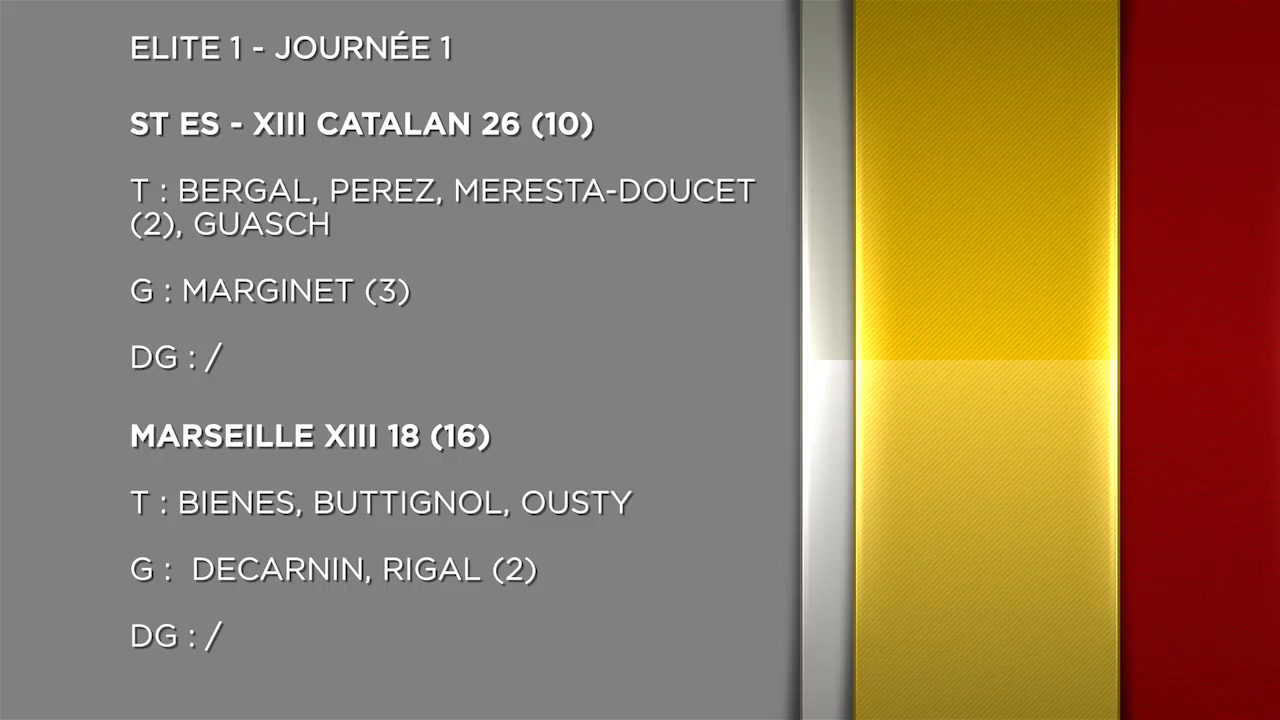 ELITE 1 - JOURNÉE 1
ST ES - XIII CATALAN 26 (10)
T : BERGAL, PEREZ, MERESTA-DOUCET
(2), GUASCH
G : MARGINET (3)
DG : /
MARSEILLE XIII 18 (16)
T : BIENES, BUTTIGNOL, OUSTY
G :  DECARNIN, RIGAL (2)
DG : /